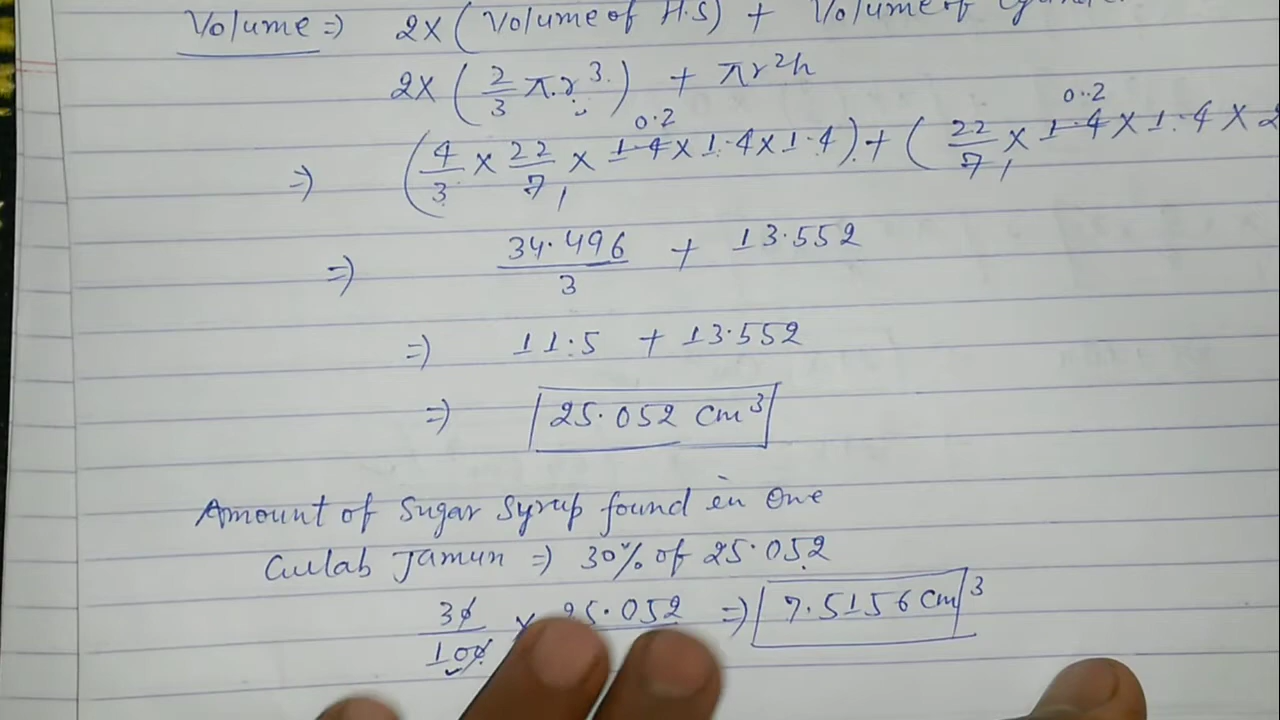 Volume => 2x (Volume of H.S) + Volume of
2x (2/3 π.r³.) + πr²h
0.2 0.2
=> (4/3 x 22/7 x 1.4 x 1.4 x 1.4) + (22/7 x 1.4 x 1.4 x 2
1 1
=> 34.496/3 + 13.552
=> 11.5 + 13.552
=> 25.052 cm³
Amount of Sugar Syrup found in One
Gulab Jamun => 30% of 25.052
30/100 x 25.052 => 7.5156 cm³